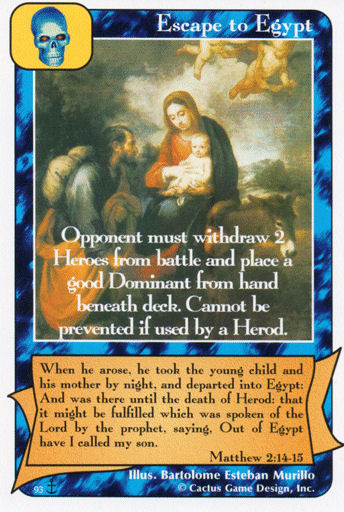 Escape to Egypt
Opponent must withdraw 2
Heroes from battle and place a
good Dominant from hand
beneath deck. Cannot be
prevented if used by a Herod.
When he arose, he took the young child and
his mother by night, and departed into Egypt:
And was there until the death of Herod: that
it might be fulfilled which was spoken of the
Lord by the prophet, saying, Out of Egypt
have I called my son.
Matthew 2:14-15
Illus. Bartolome Esteban Murillo
93
© Cactus Game Design, Inc.